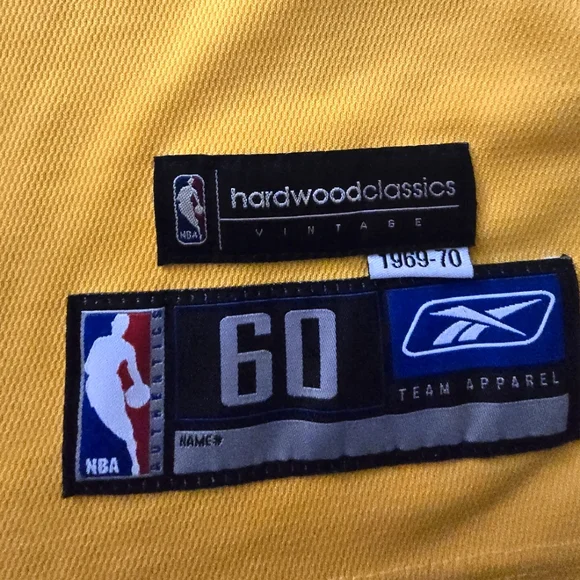 hardwoodclassics
NBA
VINTAGE
1969-70
NBA
AUTHENTICS
60
NAME#
TEAM APPAREL